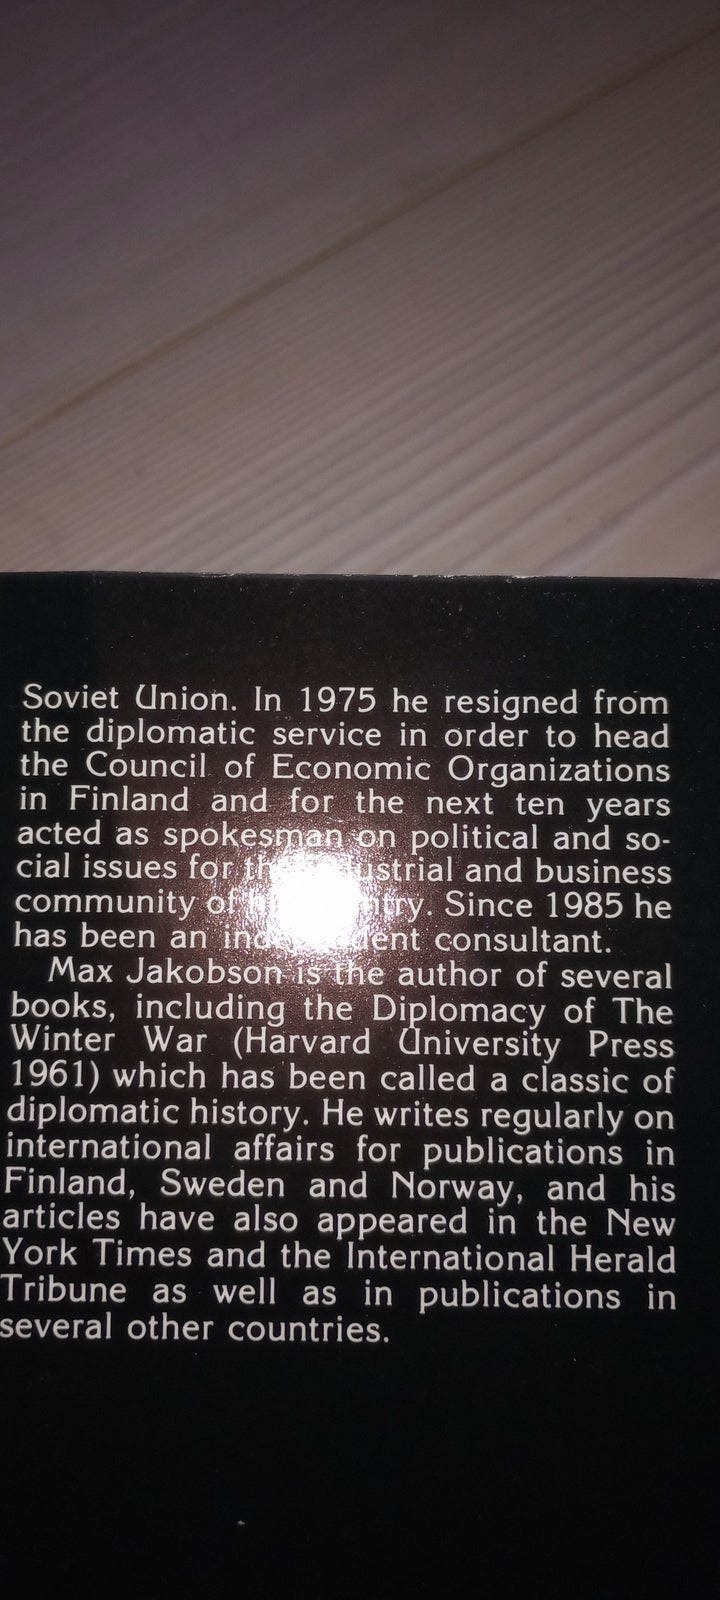 Soviet Union. In 1975 he resigned from
the diplomatic service in order to head
the Council of Economic Organizations
in Finland and for the next ten years
acted as spokesman on political and so-
cial issues for the industrial and business
community of country. Since 1985 he
has been an independent consultant.
Max Jakobson is the author of several
books, including the Diplomacy of The
Winter War (Harvard University Press
1961) which has been called a classic of
diplomatic history. He writes regularly on
international affairs for publications in
Finland, Sweden and Norway, and his
articles have also appeared in the New
York Times and the International Herald
Tribune as well as in publications in
several other countries.